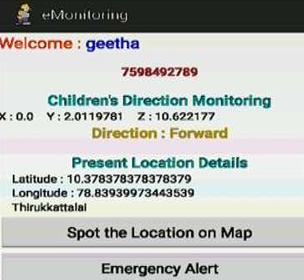 eMonitoring
Welcome : geetha
7598492789
Children's Direction Monitoring
X : 0.0 Y : 2.0119781 Z : 10.622177
Direction : Forward
Present Location Details
Latitude : 10.378378378378379
Longitude : 78.83939973443539
Thirukkattalai
Spot the Location on Map
Emergency Alert